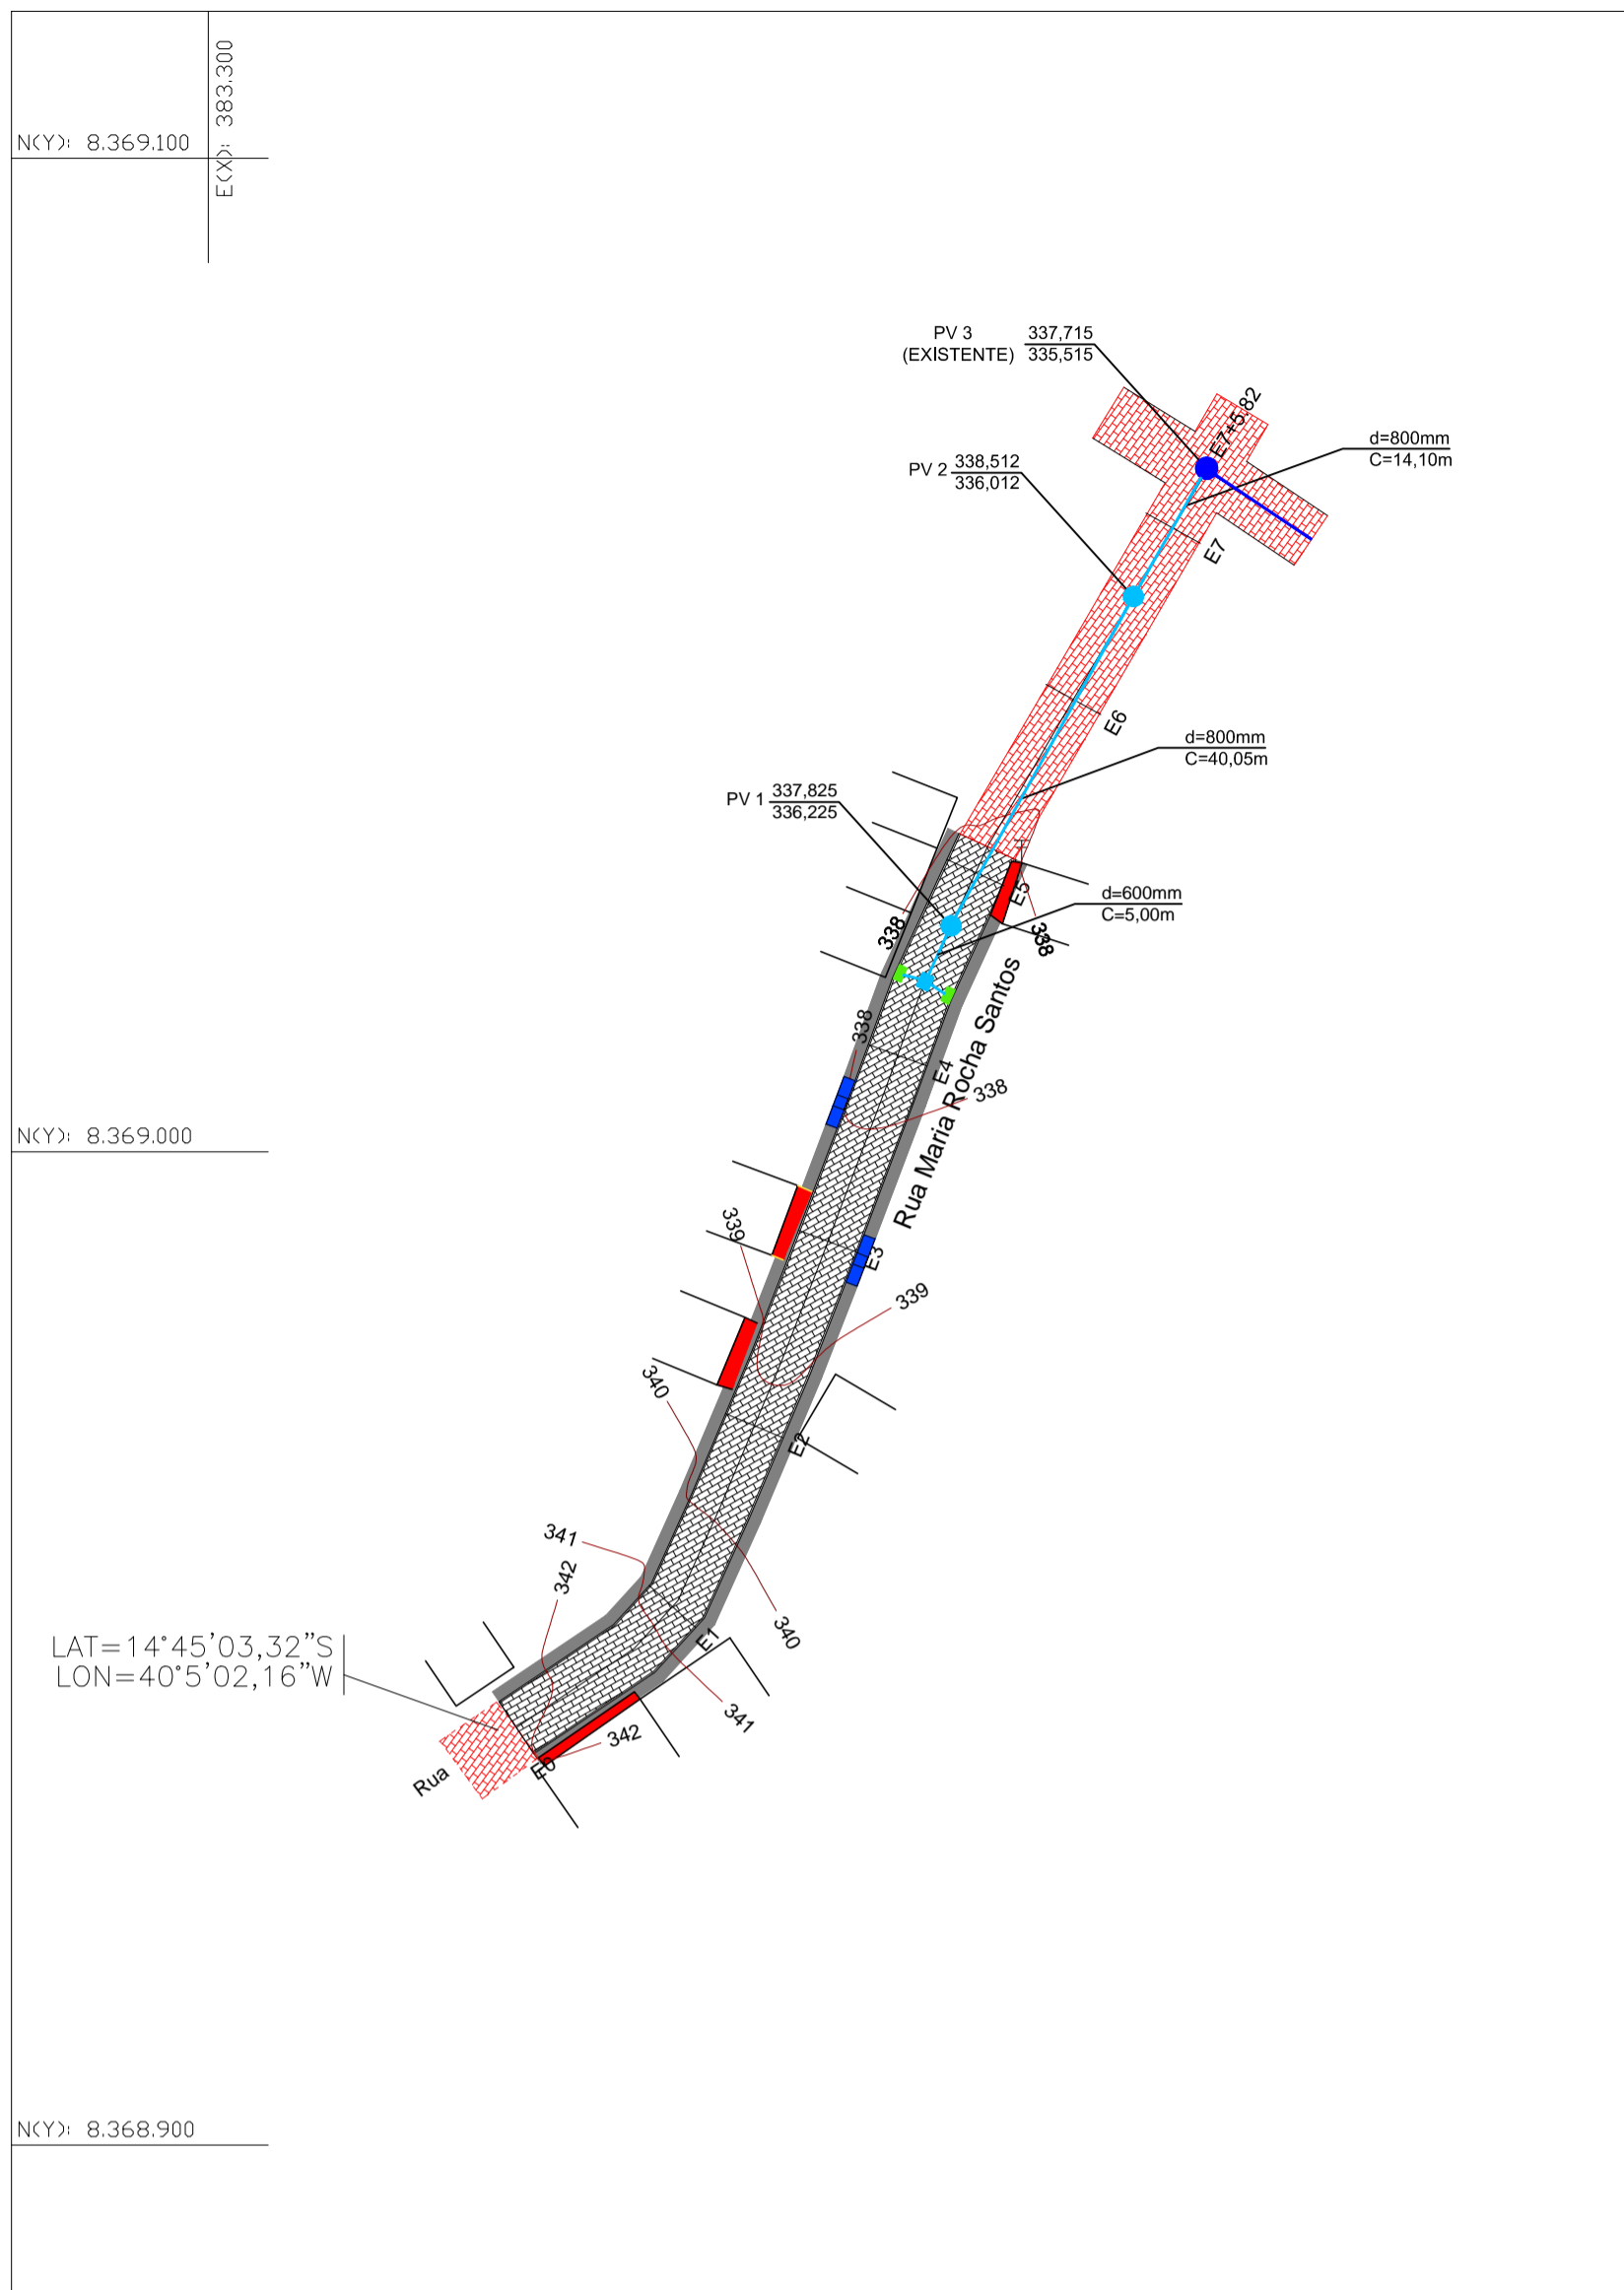 E(X): 383.300
N(Y): 8.369.100
PV 3
(EXISTENTE)
337,715
335,515
E7+5.82
d=800mm
C=14,10m
PV 2
338,512
336,012
E7
E6
d=800mm
C=40,05m
PV 1
337,825
336,225
E5
d=600mm
C=5,00m
338
338
Rua Maria Rocha Santos
338
E4
338
N(Y): 8.369.000
339
E3
339
340
E2
341
342
340
E1
LAT=14°45'03,32"S
LON=40°5'02,16"W
341
342
E0
Rua
N(Y): 8.368.900